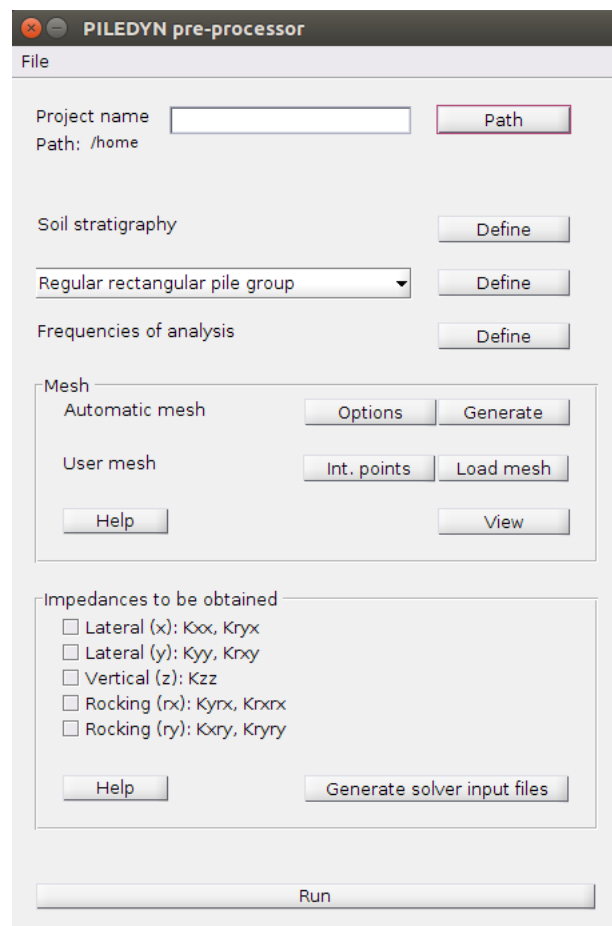 PILEDYN pre-processor
File
Project name Path
Path: /home
Soil stratigraphy Define
Regular rectangular pile group Define
Frequencies of analysis Define
Mesh
Automatic mesh Options Generate
User mesh Int. points Load mesh
Help View
Impedances to be obtained
Lateral (x): Kxx, Kryx
Lateral (y): Kyy, Krxy
Vertical (z): Kzz
Rocking (rx): Kyrx, Krxrx
Rocking (ry): Kxry, Kryry
Help Generate solver input files
Run